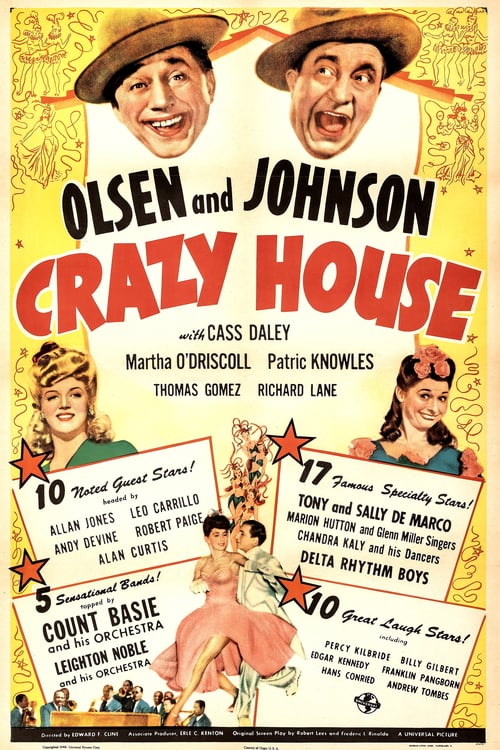 OLSEN and JOHNSON
CRAZY HOUSE
with CASS DALEY
Martha O'DRISCOLL Patric KNOWLES
THOMAS GOMEZ RICHARD LANE
10 Noted Guest Stars!
headed by
ALLAN JONES LEO CARRILLO
ANDY DEVINE ROBERT PAIGE
ALAN CURTIS
17 Famous Specialty Stars!
TONY and SALLY DE MARCO
MARION HUTTON and Glenn Miller Singers
CHANDRA KALY and his Dancers
DELTA RHYTHM BOYS
5 Sensational Bands!
topped by
COUNT BASIE
and his ORCHESTRA
LEIGHTON NOBLE
and his ORCHESTRA
10 Great Laugh Stars!
including
PERCY KILBRIDE BILLY GILBERT
EDGAR KENNEDY FRANKLIN PANGBORN
HANS CONRIED ANDREW TOMBES
Directed by EDWARD F. CLINE Associate Producer, ERLE C. KENTON Original Screen Play by Robert Lees and Frederic I. Rinaldo A UNIVERSAL PICTURE
Country of Origin U.S.A.